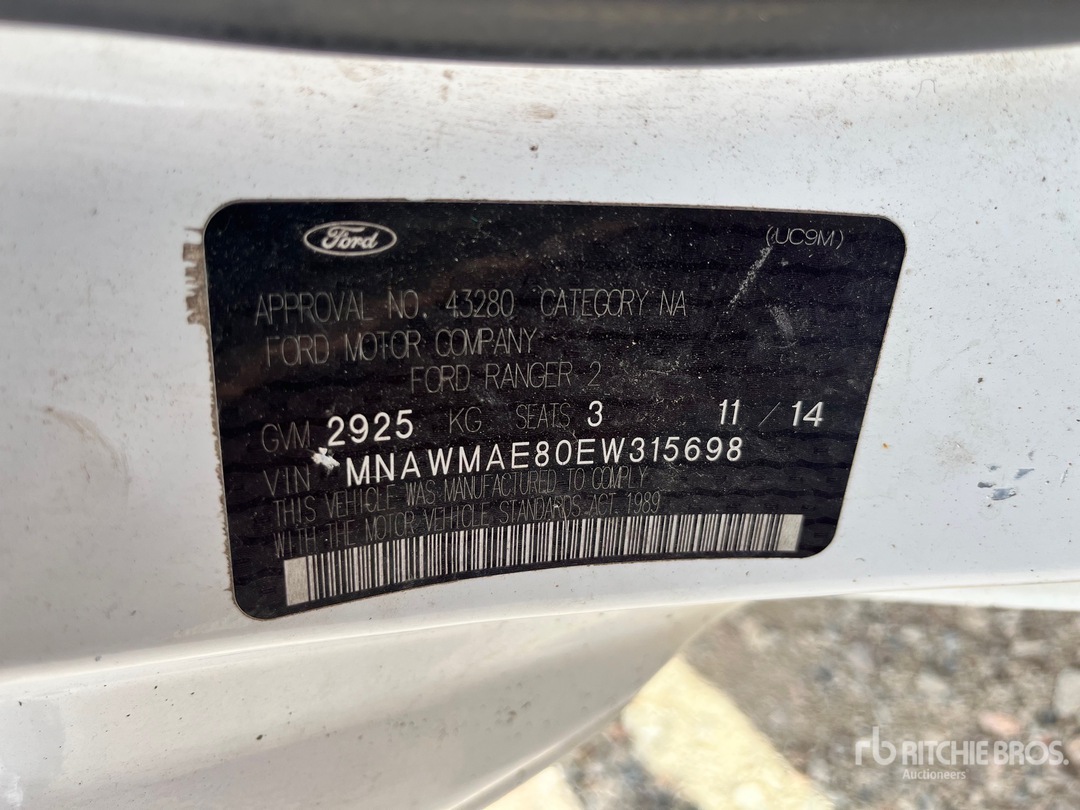 Ford
(UC9M)
APPROVAL NO. 43280 CATEGORY NA
FORD MOTOR COMPANY
FORD RANGER 2
GVM 2925 KG SEATS 3 11 / 14
VIN *MNAWMAE80EW315698
THIS VEHICLE WAS MANUFACTURED TO COMPLY
WITH THE MOTOR VEHICLE STANDARDS ACT 1989
rb RITCHIE BROS.
Auctioneers